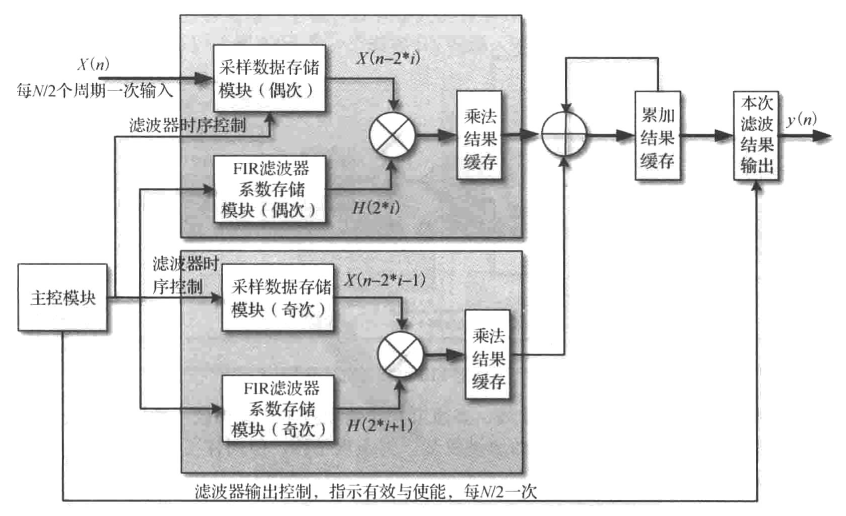 X(n)
每N/2个周期一次输入
采样数据存储
模块（偶次）
X(n−2*i)
滤波器时序控制
FIR滤波器
系数存储
模块（偶次）
H(2*i)
乘法
结果
缓存
累加
结果
缓存
本次
滤波
结果
输出
y(n)
主控模块
滤波器时
序控制
采样数据存储
模块（奇次）
X(n−2*i−1)
FIR滤波器
系数存储
模块（奇次）
H(2*i+1)
乘法
结果
缓存
滤波器输出控制，指示有效与使能，每N/2一次